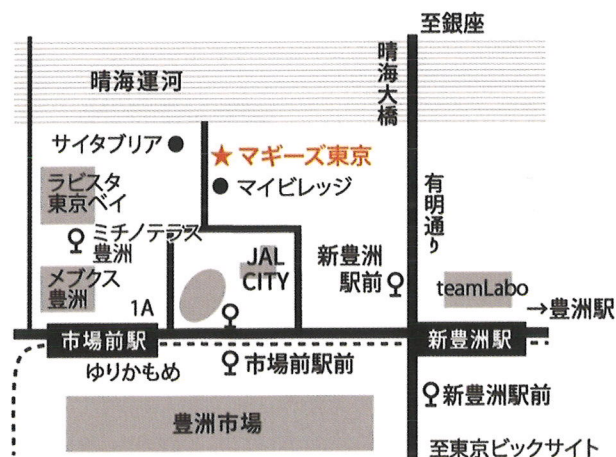 至銀座
晴海運河
晴海大橋
サイタブリア
マギーズ東京
マイビレッジ
ラビスタ
東京ベイ
有明通り
ミチノテラス
豊洲
JAL
CITY
新豊洲
駅前
メブクス
豊洲
teamLabo
1A
→豊洲駅
市場前駅
新豊洲駅
ゆりかもめ
市場前駅前
新豊洲駅前
豊洲市場
至東京ビックサイト